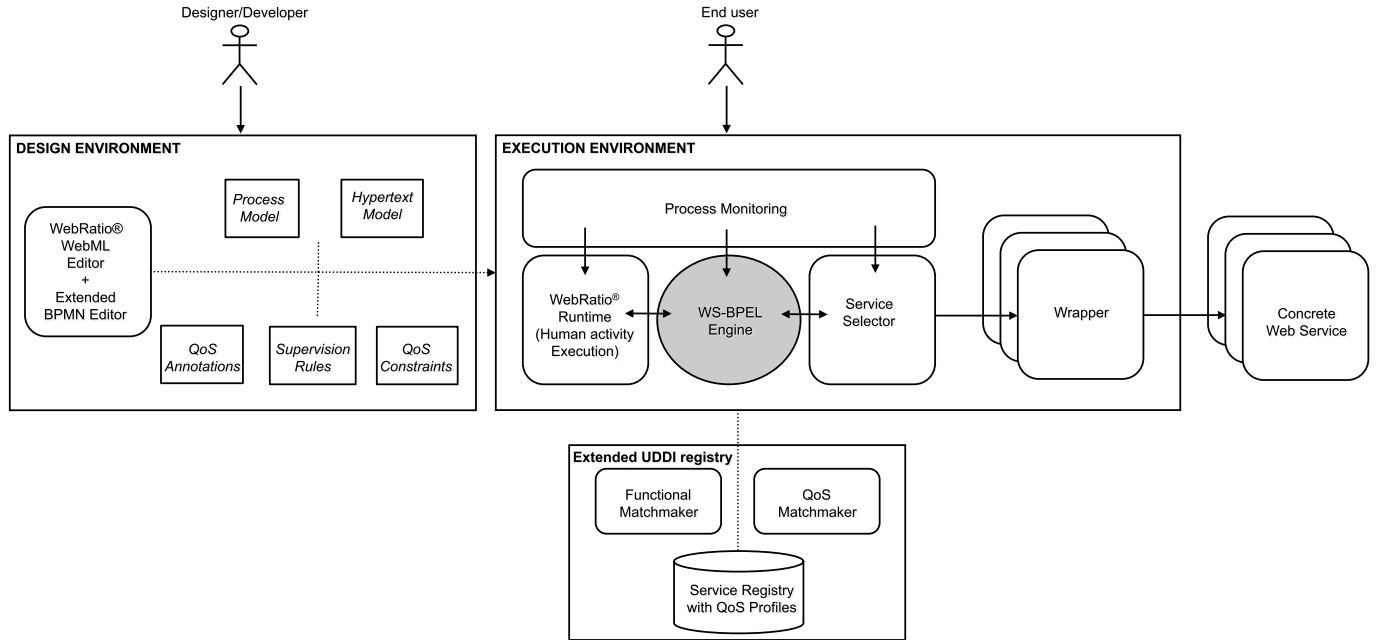 Designer/Developer
End user
DESIGN ENVIRONMENT
WebRatio®
WebML
Editor
+
Extended
BPMN Editor
Process
Model
Hypertext
Model
QoS
Annotations
Supervision
Rules
QoS
Constraints
EXECUTION ENVIRONMENT
Process Monitoring
WebRatio®
Runtime
(Human activity
Execution)
WS-BPEL
Engine
Service
Selector
Wrapper
Concrete
Web Service
Extended UDDI registry
Functional
Matchmaker
QoS
Matchmaker
Service Registry
with QoS Profiles